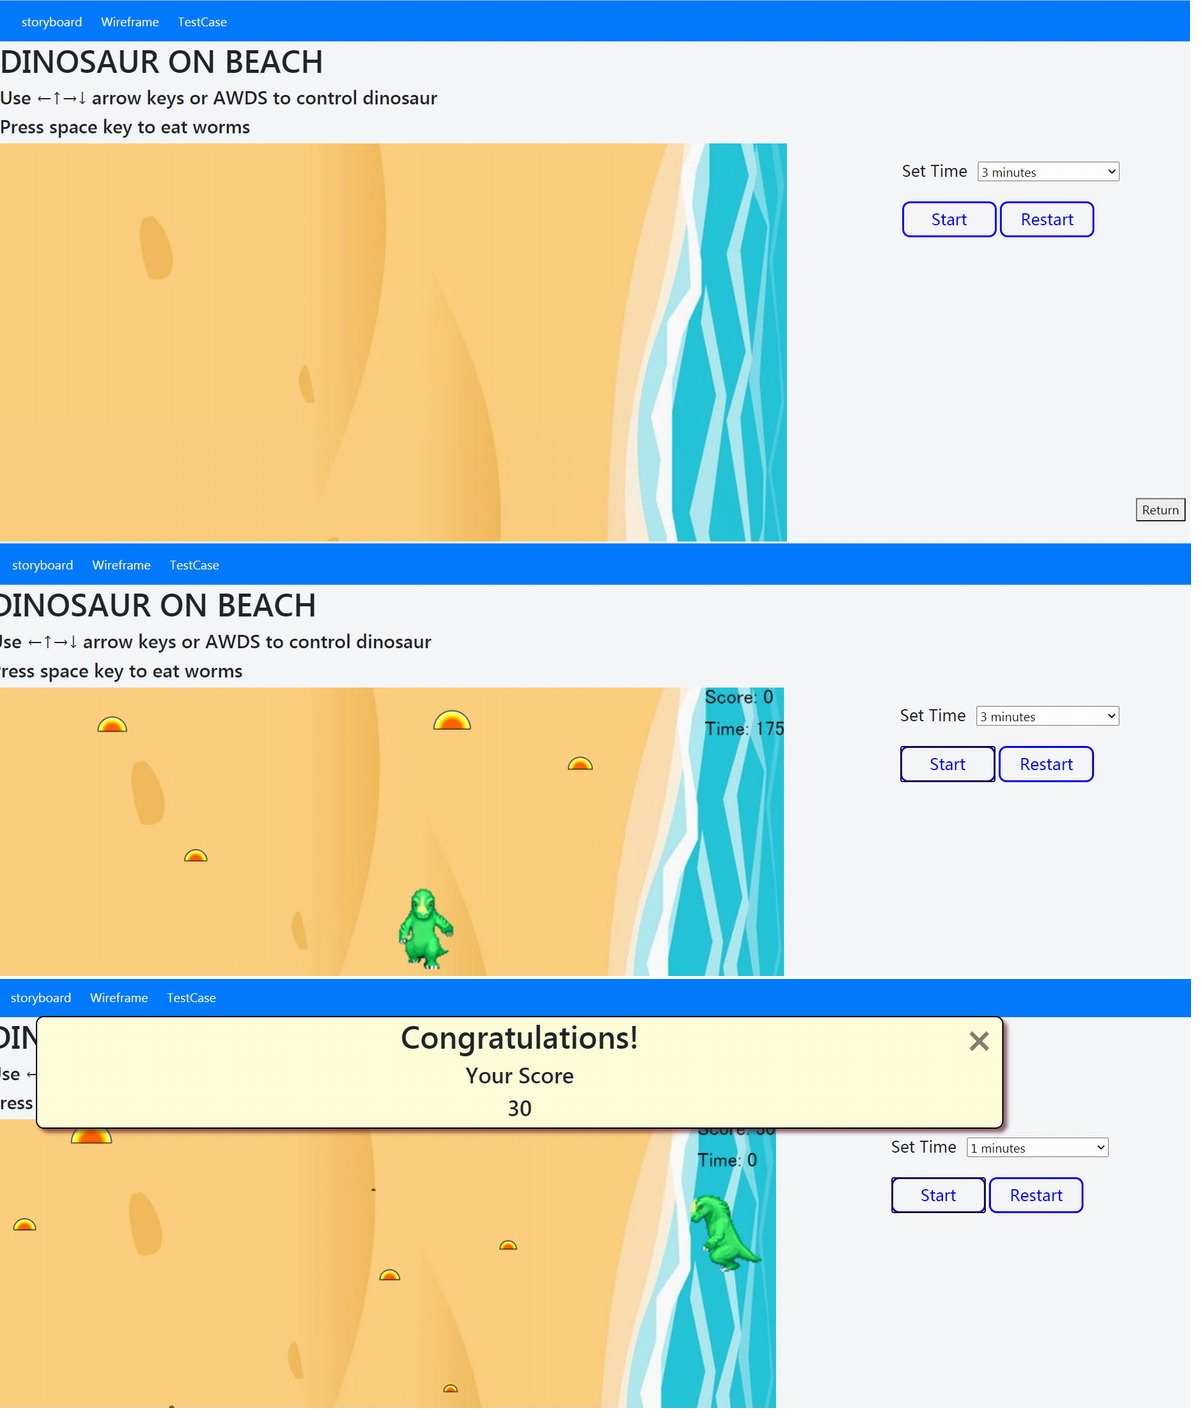 storyboard Wireframe TestCase
DINOSAUR ON BEACH
Use ←↑→↓ arrow keys or AWDS to control dinosaur
Press space key to eat worms
Set Time 3 minutes
Start Restart
Return
storyboard Wireframe TestCase
DINOSAUR ON BEACH
Use ←↑→↓ arrow keys or AWDS to control dinosaur
Press space key to eat worms
Score: 0
Time: 175
Set Time 3 minutes
Start Restart
storyboard Wireframe TestCase
DIN
Use ←
ress
Congratulations!
Your Score
30
Score: 30
Time: 0
Set Time 1 minutes
Start Restart